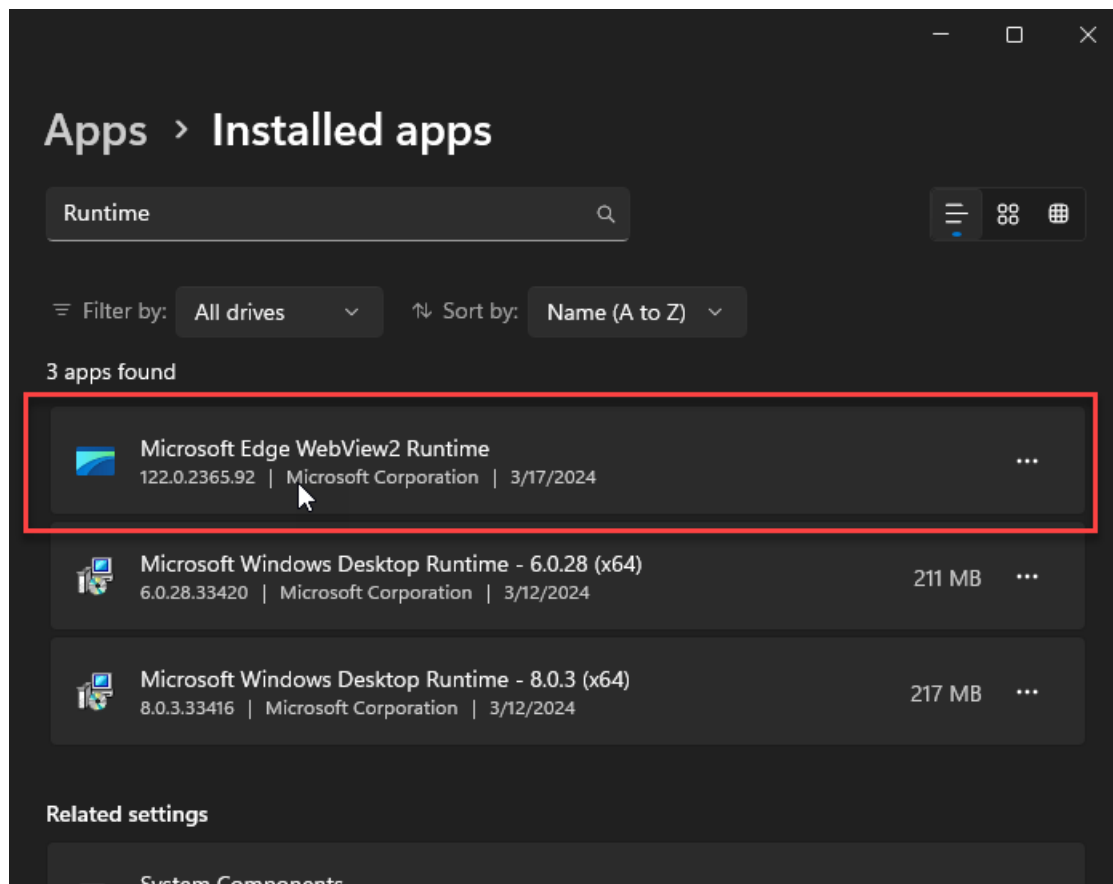 Apps > Installed apps
Runtime
Filter by: All drives Sort by: Name (A to Z)
3 apps found
Microsoft Edge WebView2 Runtime
122.0.2365.92 | Microsoft Corporation | 3/17/2024
Microsoft Windows Desktop Runtime - 6.0.28 (x64)
211 MB
6.0.28.33420 | Microsoft Corporation | 3/12/2024
Microsoft Windows Desktop Runtime - 8.0.3 (x64)
217 MB
8.0.3.33416 | Microsoft Corporation | 3/12/2024
Related settings
System Components